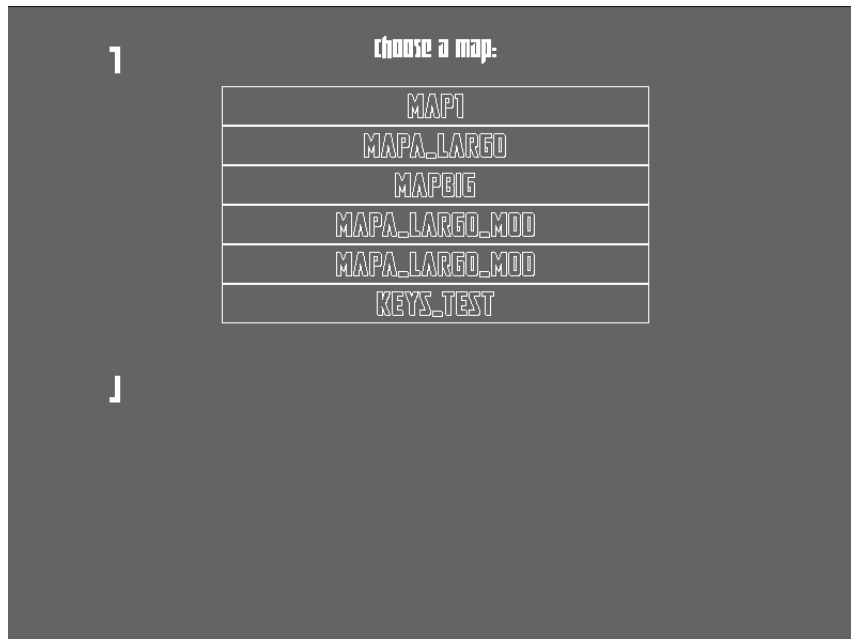 choose a map:
MAP1
MAPA_LARGO
MAPBIG
MAPA_LARGO_MOD
MAPA_LARGO_MOD
KEYS_TEST